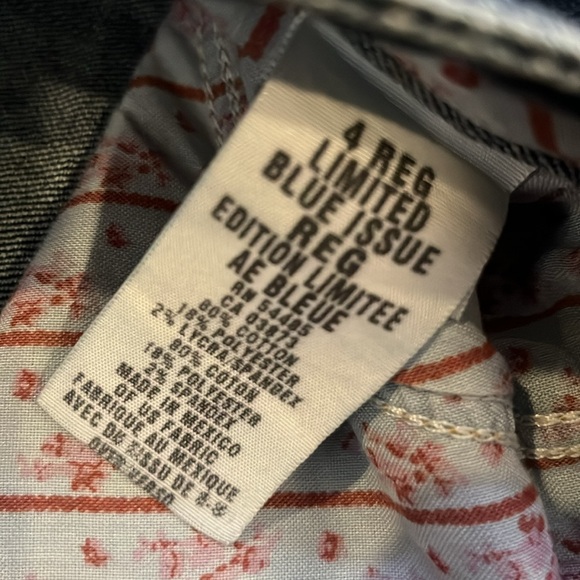 4 REG
LIMITED
BLUE ISSUE
REG
EDITION LIMITEE
AE BLEUE
RN 54485
CA 03873
80% COTTON
18% POLYESTER
2% LYCRA SPANDEX
80% COTON
18% POLYESTER
2% SPANDEX
MADE IN MEXICO
OF US FABRIC
FABRIQUE AU MEXIQUE
AVEC DE TISSU DE